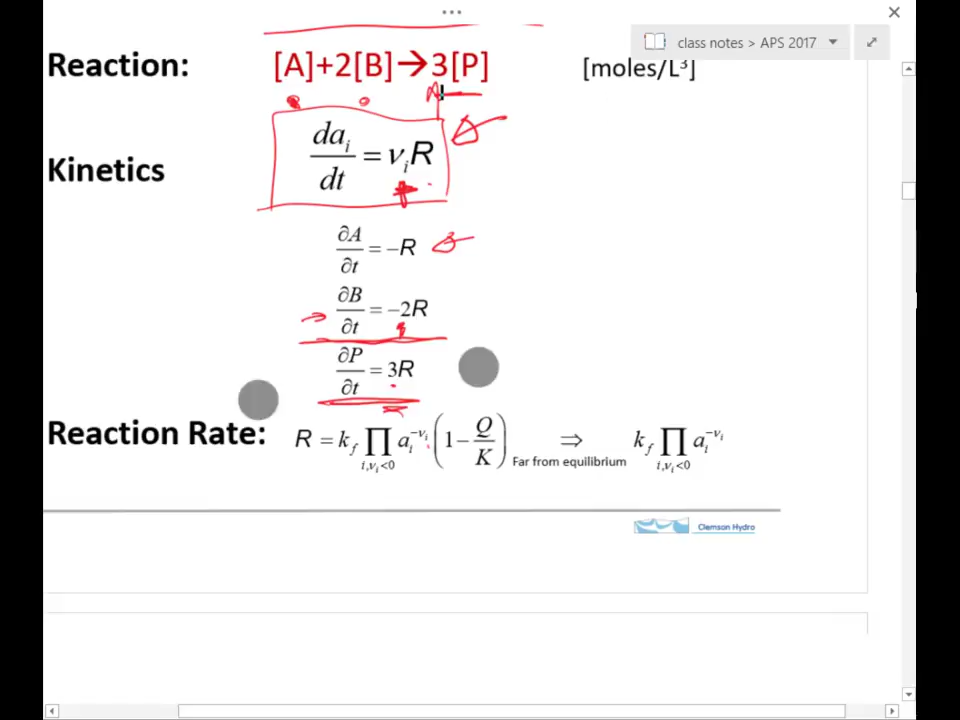 class notes > APS 2017
Reaction: [A]+2[B]→3[P] [moles/L³]
Kinetics
da_i/dt = ν_i R
∂A/∂t = −R
∂B/∂t = −2R
∂P/∂t = 3R
Reaction Rate: R = k_f ∏_{i,ν_i<0} a_i^{−ν_i} (1 − Q/K) ⇒ k_f ∏_{i,ν_i<0} a_i^{−ν_i}
Far from equilibrium
Clemson Hydro